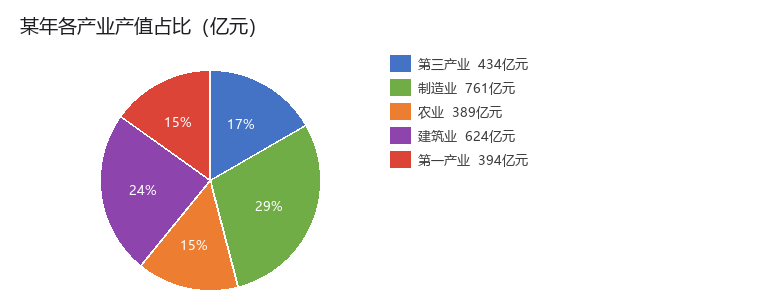 某年各产业产值占比（亿元）
第三产业 434亿元
制造业 761亿元
农业 389亿元
建筑业 624亿元
第一产业 394亿元
17%
29%
15%
24%
15%